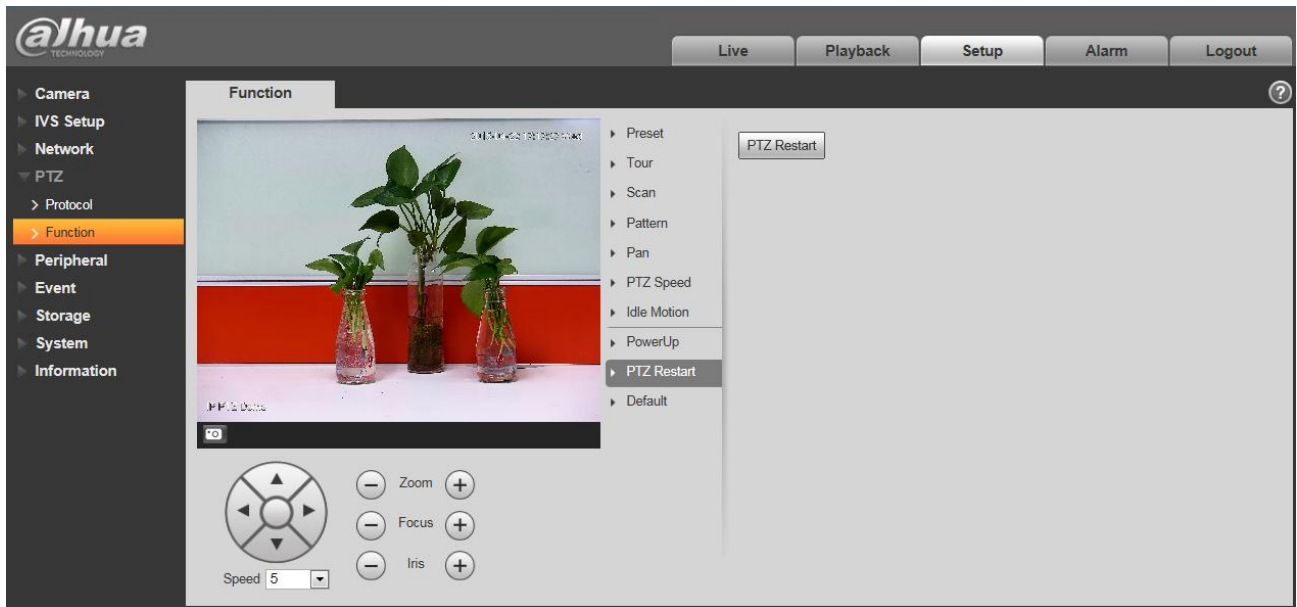 alhua
TECHNOLOGY
Live
Playback
Setup
Alarm
Logout
Camera
IVS Setup
Network
PTZ
Protocol
Function
Peripheral
Event
Storage
System
Information
Function
?
Preset
Tour
Scan
Pattern
Pan
PTZ Speed
Idle Motion
PowerUp
PTZ Restart
Default
PTZ Restart
Zoom
Focus
Iris
Speed 5